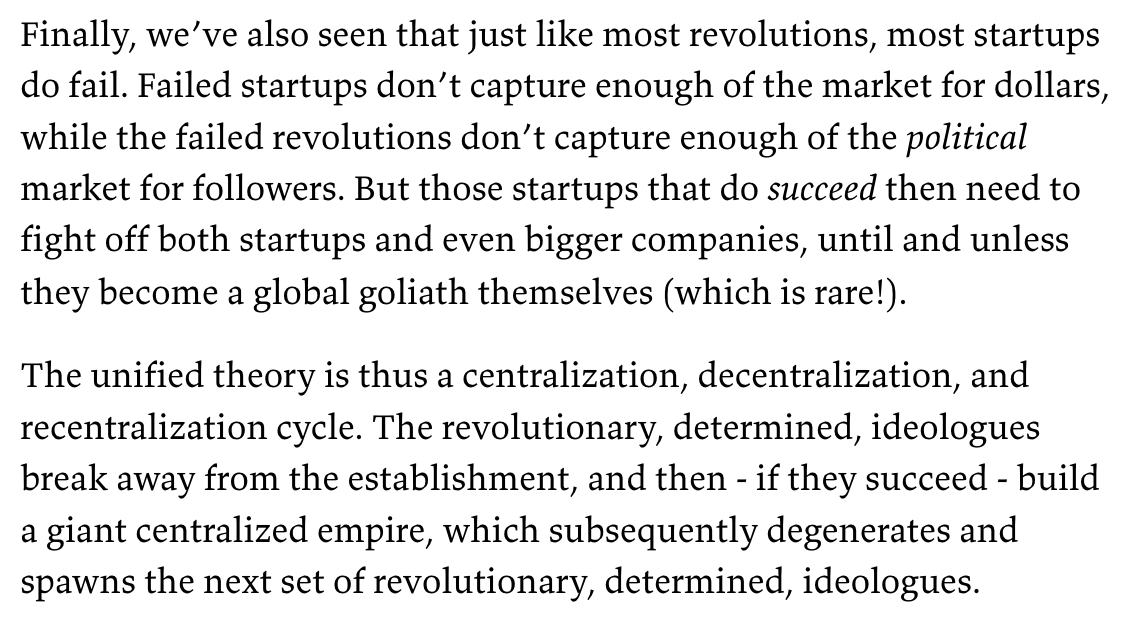 Finally, we’ve also seen that just like most revolutions, most startups
do fail. Failed startups don’t capture enough of the market for dollars,
while the failed revolutions don’t capture enough of the political
market for followers. But those startups that do succeed then need to
fight off both startups and even bigger companies, until and unless
they become a global goliath themselves (which is rare!).
The unified theory is thus a centralization, decentralization, and
recentralization cycle. The revolutionary, determined, ideologues
break away from the establishment, and then - if they succeed - build
a giant centralized empire, which subsequently degenerates and
spawns the next set of revolutionary, determined, ideologues.